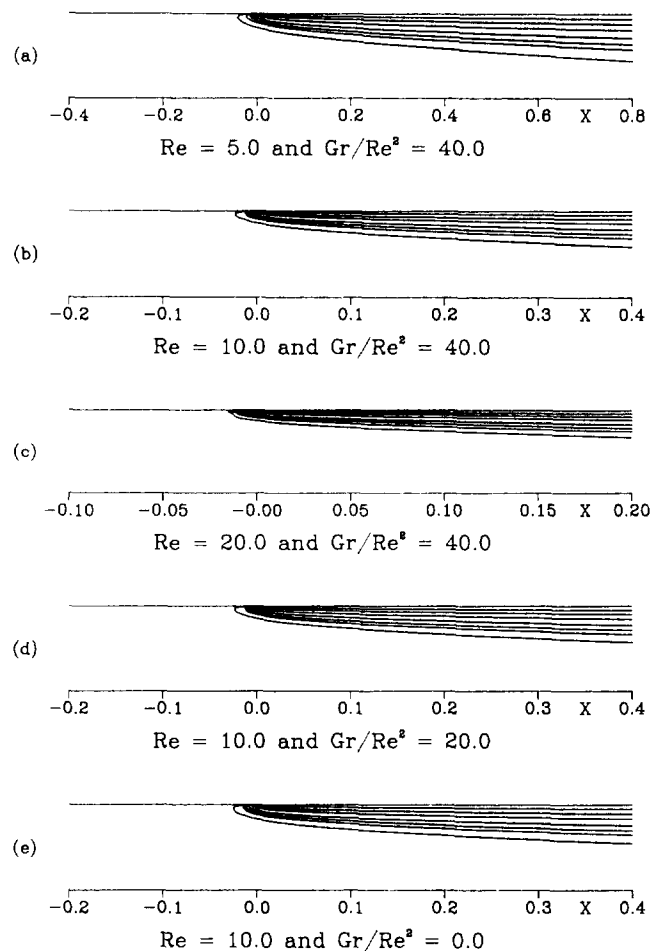 (a)
-0.4 -0.2 0.0 0.2 0.4 0.6 X 0.8
Re = 5.0 and Gr/Re² = 40.0
(b)
-0.2 -0.1 0.0 0.1 0.2 0.3 X 0.4
Re = 10.0 and Gr/Re² = 40.0
(c)
-0.10 -0.05 -0.00 0.05 0.10 0.15 X 0.20
Re = 20.0 and Gr/Re² = 40.0
(d)
-0.2 -0.1 0.0 0.1 0.2 0.3 X 0.4
Re = 10.0 and Gr/Re² = 20.0
(e)
-0.2 -0.1 0.0 0.1 0.2 0.3 X 0.4
Re = 10.0 and Gr/Re² = 0.0